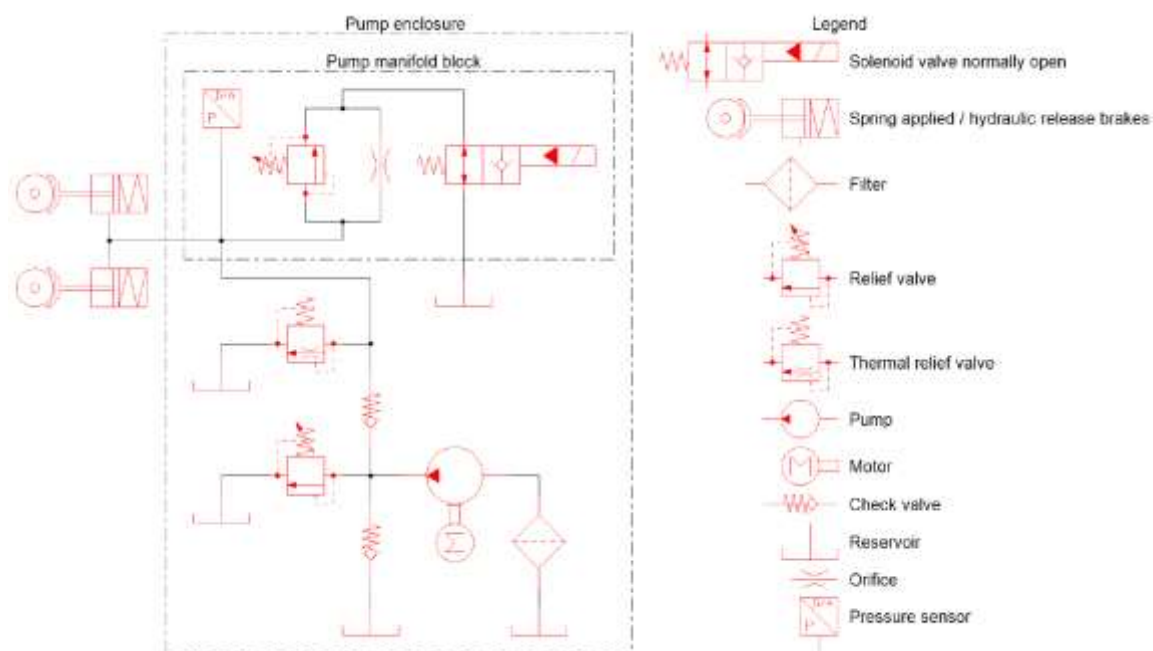 Pump enclosure
Legend
Pump manifold block
Solenoid valve normally open
P
P
Spring applied / hydraulic release brakes
Filter
Relief valve
Thermal relief valve
Pump
M
Motor
Check valve
Reservoir
Orifice
Pressure sensor